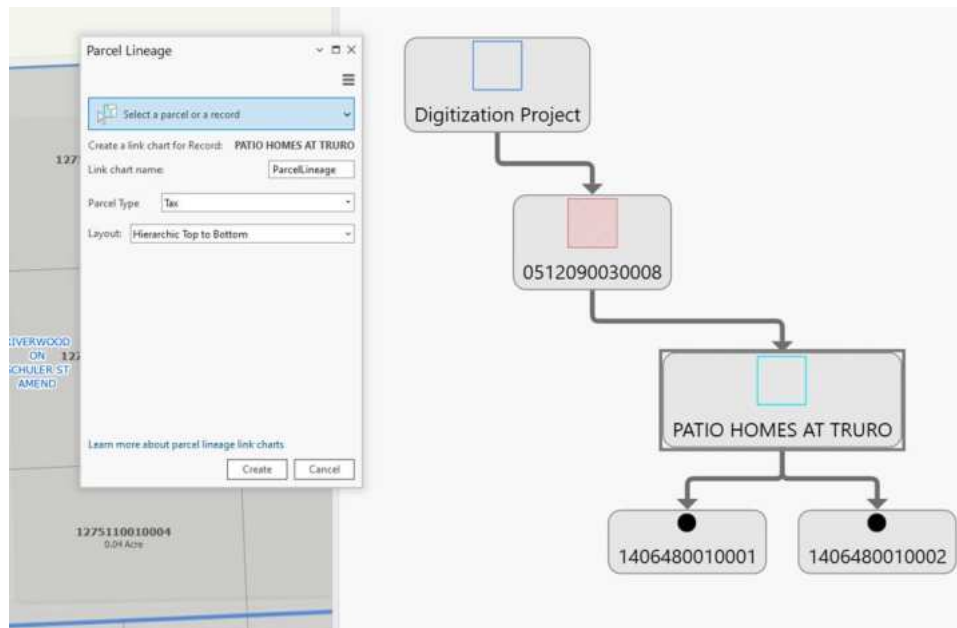 Parcel Lineage
Select a parcel or a record
Create a link chart for Record: PATIO HOMES AT TRURO
Link chart name: ParcelLineage
Parcel Type Tax
Layout: Hierarchic Top to Bottom
Learn more about parcel lineage link charts
Create Cancel
127
127
ON
SCHULER ST
AMEND
1275110010004
0.04 Acre
Digitization Project
0512090030008
PATIO HOMES AT TRURO
1406480010001
1406480010002